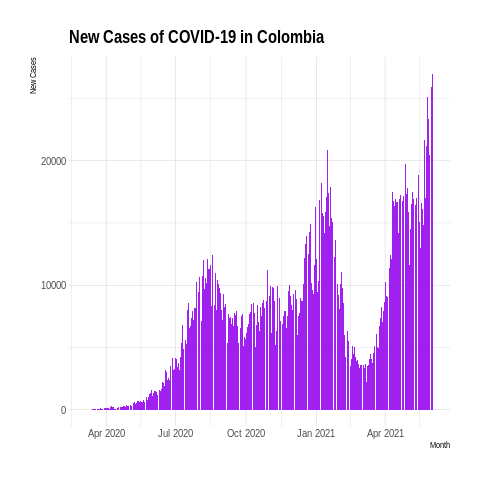 New Cases of COVID-19 in Colombia
New Cases
20000
10000
0
Apr 2020 Jul 2020 Oct 2020 Jan 2021 Apr 2021
Month